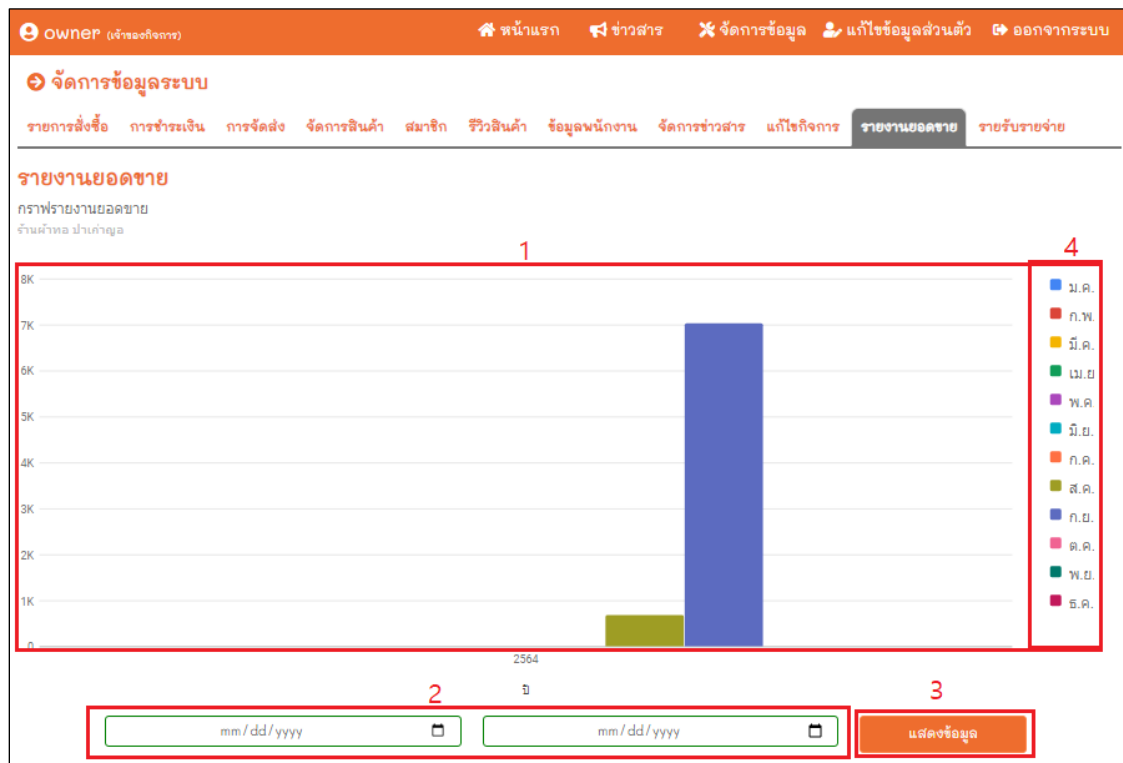 owner (เจ้าของกิจการ) หน้าแรก ข่าวสาร จัดการข้อมูล แก้ไขข้อมูลส่วนตัว ออกจากระบบ
จัดการข้อมูลระบบ
รายการสั่งซื้อ การชำระเงิน การจัดส่ง จัดการสินค้า สมาชิก รีวิวสินค้า ข้อมูลพนักงาน จัดการข่าวสาร แก้ไขกิจการ รายงานยอดขาย รายรับรายจ่าย
รายงานยอดขาย
กราฟรายงานยอดขาย
ร้านผ้าทอ ป่าเก่าญอ
1
4
8K
7K
6K
5K
4K
3K
2K
1K
0
ม.ค.
ก.พ.
มี.ค.
เม.ย
พ.ค
มิ.ย.
ก.ค.
ส.ค.
ก.ย.
ต.ค.
พ.ย.
ธ.ค.
2564
ปี
2
3
mm/dd/yyyy mm/dd/yyyy แสดงข้อมูล